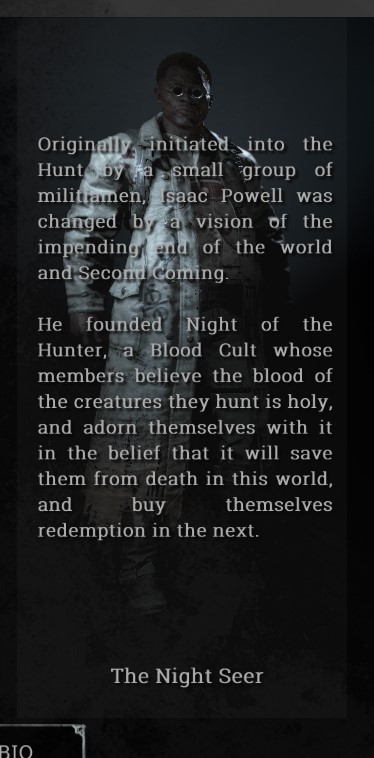 Originally initiated into the
Hunt by a small group of
militiamen, Isaac Powell was
changed by a vision of the
impending end of the world
and Second Coming.
He founded Night of the
Hunter, a Blood Cult whose
members believe the blood of
the creatures they hunt is holy,
and adorn themselves with it
in the belief that it will save
them from death in this world,
and buy themselves
redemption in the next.
The Night Seer
BIO